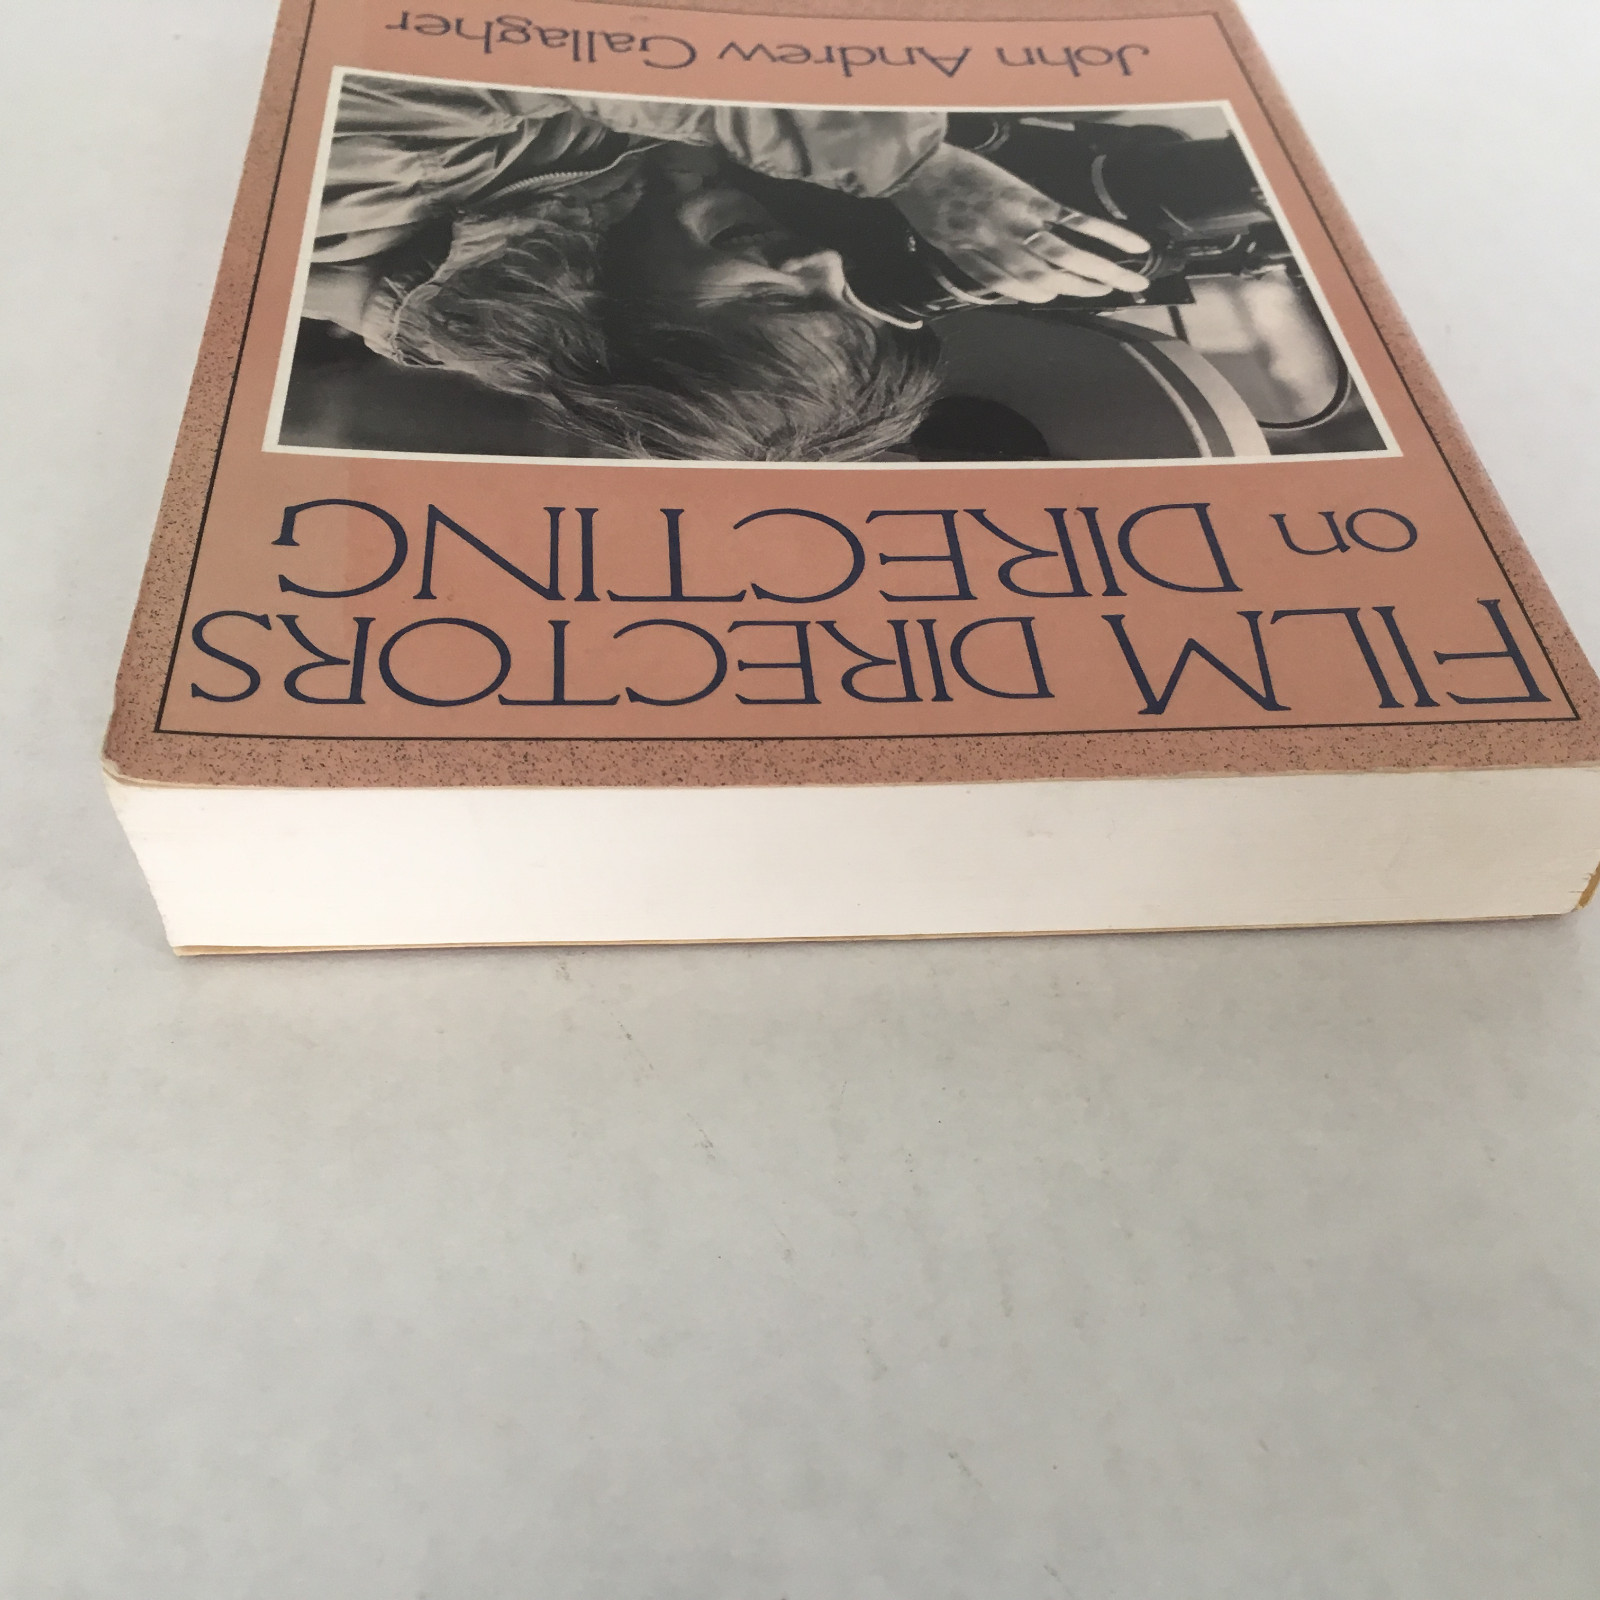 FILM DIRECTORS
on DIRECTING
John Andrew Gallagher